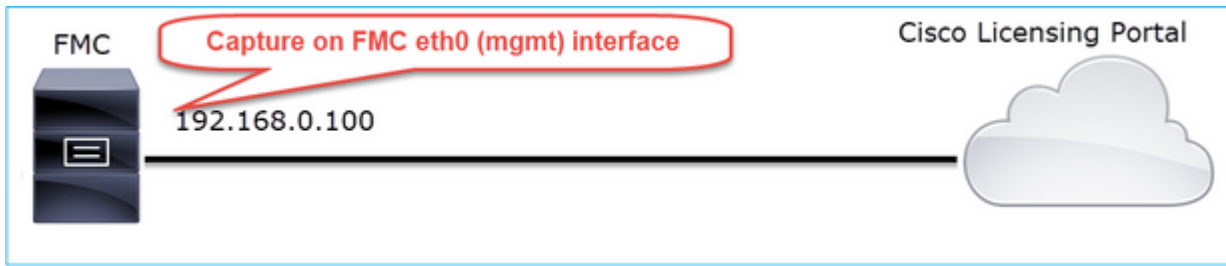 FMC
Capture on FMC eth0 (mgmt) interface
Cisco Licensing Portal
192.168.0.100